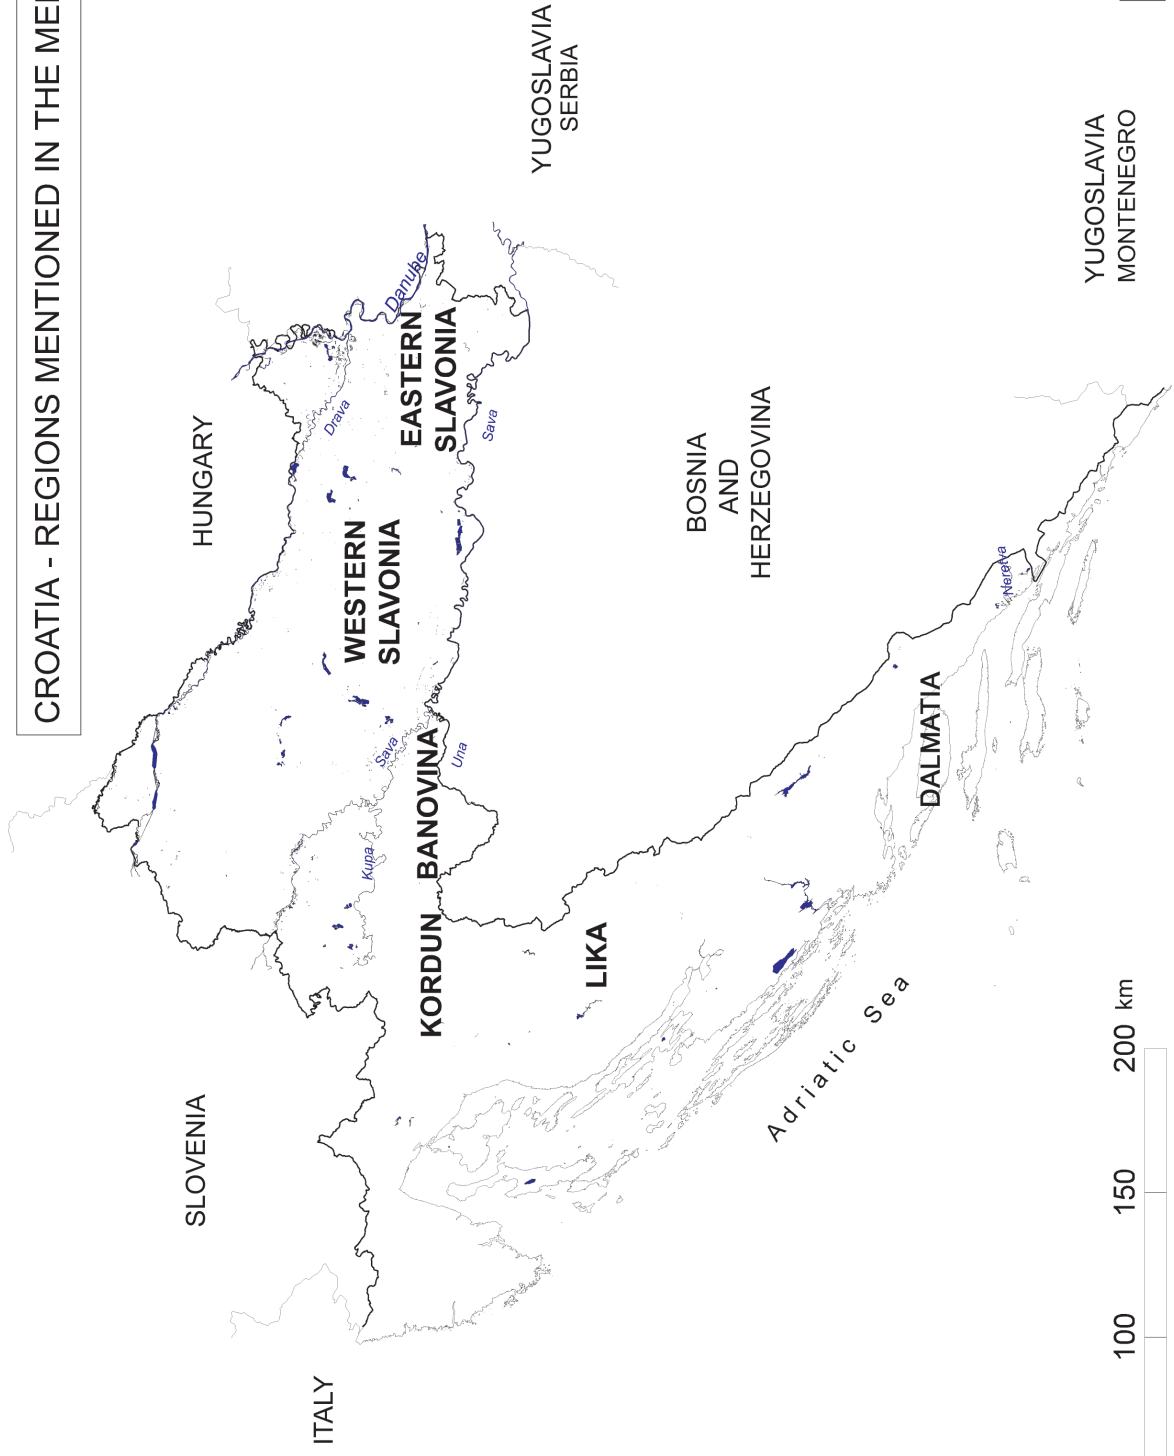 CROATIA - REGIONS MENTIONED IN THE
HUNGARY
SLOVENIA
ITALY
YUGOSLAVIA
SERBIA
Drava
Danube
WESTERN
SLAVONIA
EASTERN
SLAVONIA
Sava
Sava
Kupa
Una
KORDUN
BANOVINA
LIKA
BOSNIA
AND
HERZEGOVINA
Neretva
DALMATIA
Adriatic Sea
YUGOSLAVIA
MONTENEGRO
100
150
200 km